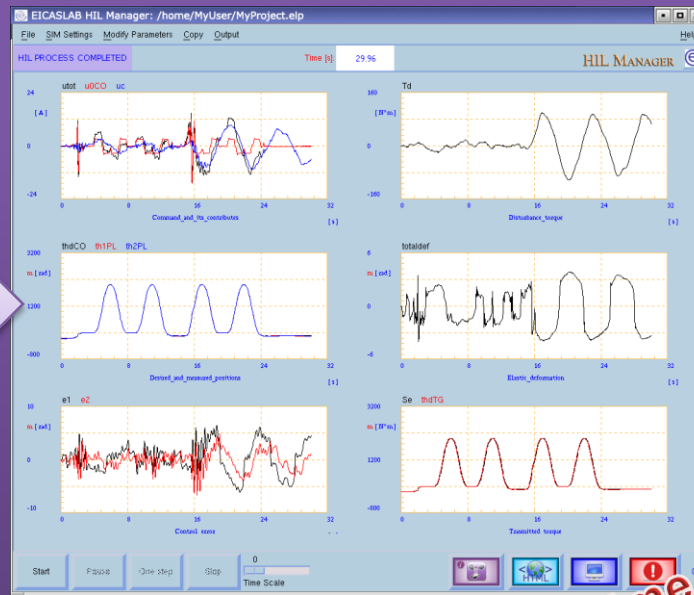 EICASLAB HIL Manager: /home/MyUser/MyProject.elp
File SIM Settings Modify Parameters Copy Output Help
HIL PROCESS COMPLETED Time [s]: 29.96 HIL MANAGER
utot u0CO uc
24
[A]
0
-24
0 8 16 24 32
Command_and_its_contributes [s]
Td
160
[N*m]
0
-160
0 8 16 24 32
Disturbance_torque [s]
thdCO th1PL th2PL
3200
m [rad]
1200
-800
0 8 16 24 32
Desired_and_measured_positions [s]
totaldef
6
m [rad]
0
-6
0 8 16 24 32
Elastic_deformation [s]
e1 e2
10
m [rad]
0
-10
0 8 16 24 32
Control_error
Se thdTG
3200
m [N*m]
1200
-800
0 8 16 24 32
Transmitted_torque
Start Pause One step Stop
0
Time Scale
HTML